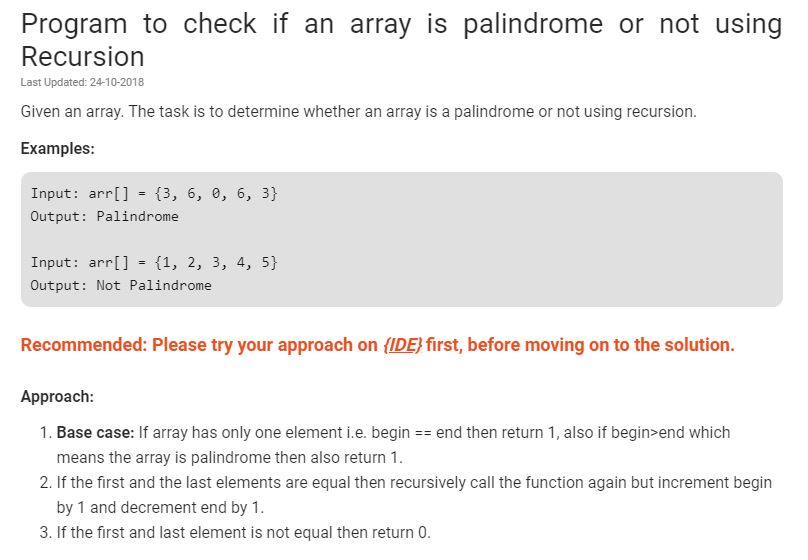 Program to check if an array is palindrome or not using
Recursion
Last Updated: 24-10-2018
Given an array. The task is to determine whether an array is a palindrome or not using recursion.
Examples:
Input: arr[] = {3, 6, 0, 6, 3}
Output: Palindrome
Input: arr[] = {1, 2, 3, 4, 5}
Output: Not Palindrome
Recommended: Please try your approach on {IDE} first, before moving on to the solution.
Approach:
1. Base case: If array has only one element i.e. begin == end then return 1, also if begin>end which
means the array is palindrome then also return 1.
2. If the first and the last elements are equal then recursively call the function again but increment begin
by 1 and decrement end by 1.
3. If the first and last element is not equal then return 0.